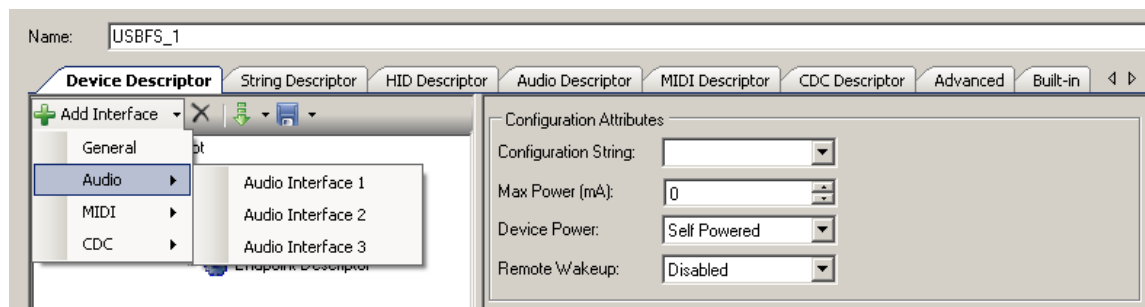 Name: USBFS_1
Device Descriptor String Descriptor HID Descriptor Audio Descriptor MIDI Descriptor CDC Descriptor Advanced Built-in
Add Interface
General
Audio
MIDI
CDC
Audio Interface 1
Audio Interface 2
Audio Interface 3
Endpoint Descriptor
Configuration Attributes
Configuration String:
Max Power (mA): 0
Device Power: Self Powered
Remote Wakeup: Disabled